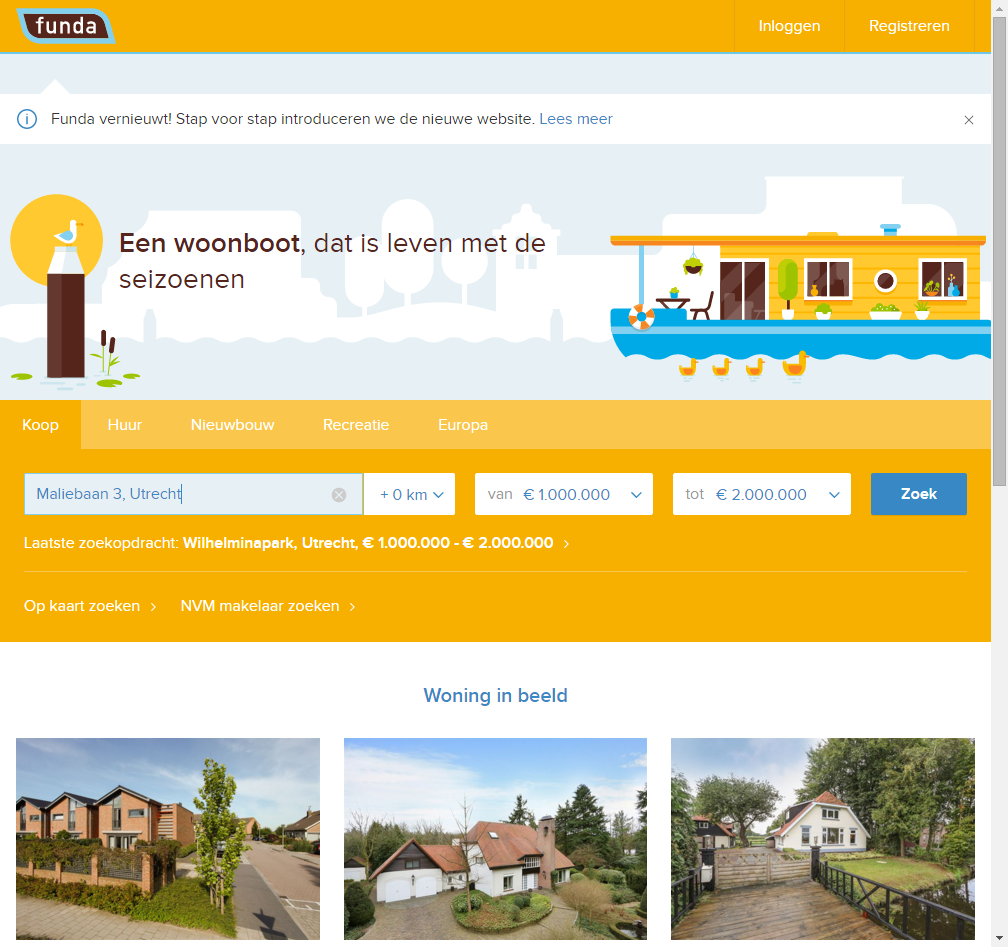 funda
Inloggen
Registreren
Funda vernieuwt! Stap voor stap introduceren we de nieuwe website. Lees meer
Een woonboot, dat is leven met de
seizoenen
Koop
Huur
Nieuwbouw
Recreatie
Europa
Maliebaan 3, Utrecht
+ 0 km
van € 1.000.000
tot € 2.000.000
Zoek
Laatste zoekopdracht: Wilhelminapark, Utrecht, € 1.000.000 - € 2.000.000
Op kaart zoeken
NVM makelaar zoeken
Woning in beeld